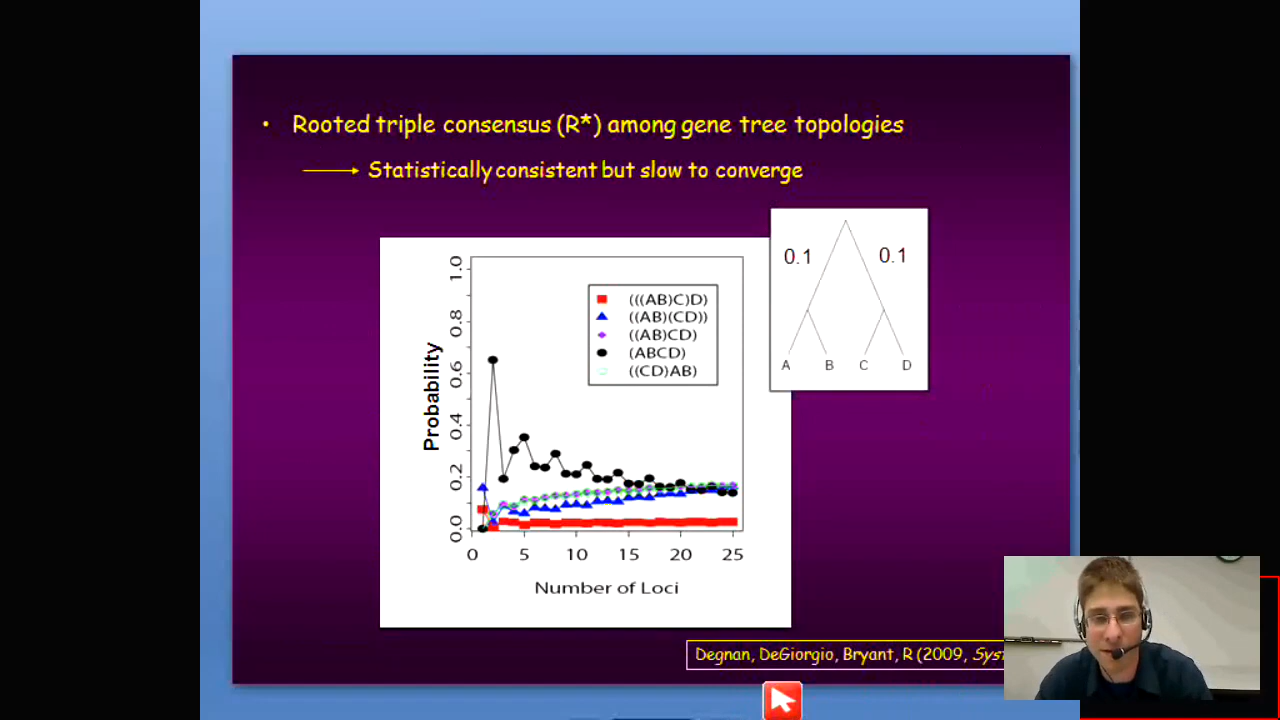 • Rooted triple consensus (R*) among gene tree topologies
Statistically consistent but slow to converge
0.1 0.1
A B C D
Probability
1.0
0.8
0.6
0.4
0.2
0.0
(((AB)C)D)
((AB)(CD))
((AB)CD)
(ABCD)
((CD)AB)
0 5 10 15 20 25
Number of Loci
Degnan, DeGiorgio, Bryant, R (2009, Syst